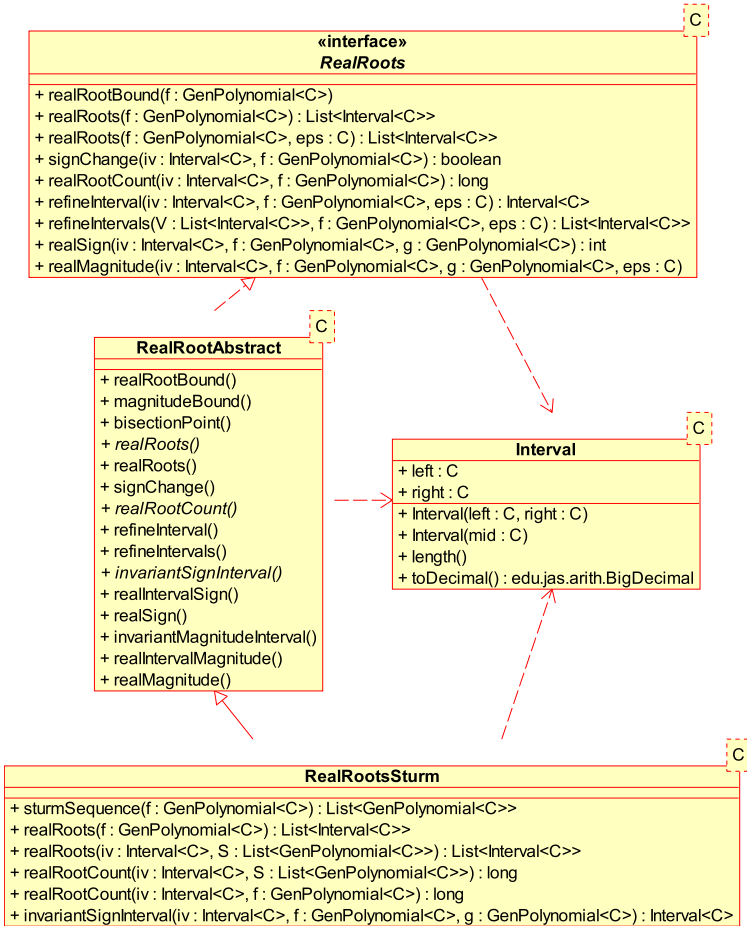 C
«interface»
RealRoots
+ realRootBound(f : GenPolynomial<C>)
+ realRoots(f : GenPolynomial<C>) : List<Interval<C>>
+ realRoots(f : GenPolynomial<C>, eps : C) : List<Interval<C>>
+ signChange(iv : Interval<C>, f : GenPolynomial<C>) : boolean
+ realRootCount(iv : Interval<C>, f : GenPolynomial<C>) : long
+ refineInterval(iv : Interval<C>, f : GenPolynomial<C>, eps : C) : Interval<C>
+ refineIntervals(V : List<Interval<C>>, f : GenPolynomial<C>, eps : C) : List<Interval<C>>
+ realSign(iv : Interval<C>, f : GenPolynomial<C>, g : GenPolynomial<C>) : int
+ realMagnitude(iv : Interval<C>, f : GenPolynomial<C>, g : GenPolynomial<C>, eps : C)
C
RealRootAbstract
+ realRootBound()
+ magnitudeBound()
+ bisectionPoint()
+ realRoots()
+ realRoots()
+ signChange()
+ realRootCount()
+ refineInterval()
+ refineIntervals()
+ invariantSignInterval()
+ realIntervalSign()
+ realSign()
+ invariantMagnitudeInterval()
+ realIntervalMagnitude()
+ realMagnitude()
C
Interval
+ left : C
+ right : C
+ Interval(left : C, right : C)
+ Interval(mid : C)
+ length()
+ toDecimal() : edu.jas.arith.BigDecimal
C
RealRootsSturm
+ sturmSequence(f : GenPolynomial<C>) : List<GenPolynomial<C>>
+ realRoots(f : GenPolynomial<C>) : List<Interval<C>>
+ realRoots(iv : Interval<C>, S : List<GenPolynomial<C>>) : List<Interval<C>>
+ realRootCount(iv : Interval<C>, S : List<GenPolynomial<C>>) : long
+ realRootCount(iv : Interval<C>, f : GenPolynomial<C>) : long
+ invariantSignInterval(iv : Interval<C>, f : GenPolynomial<C>, g : GenPolynomial<C>) : Interval<C>